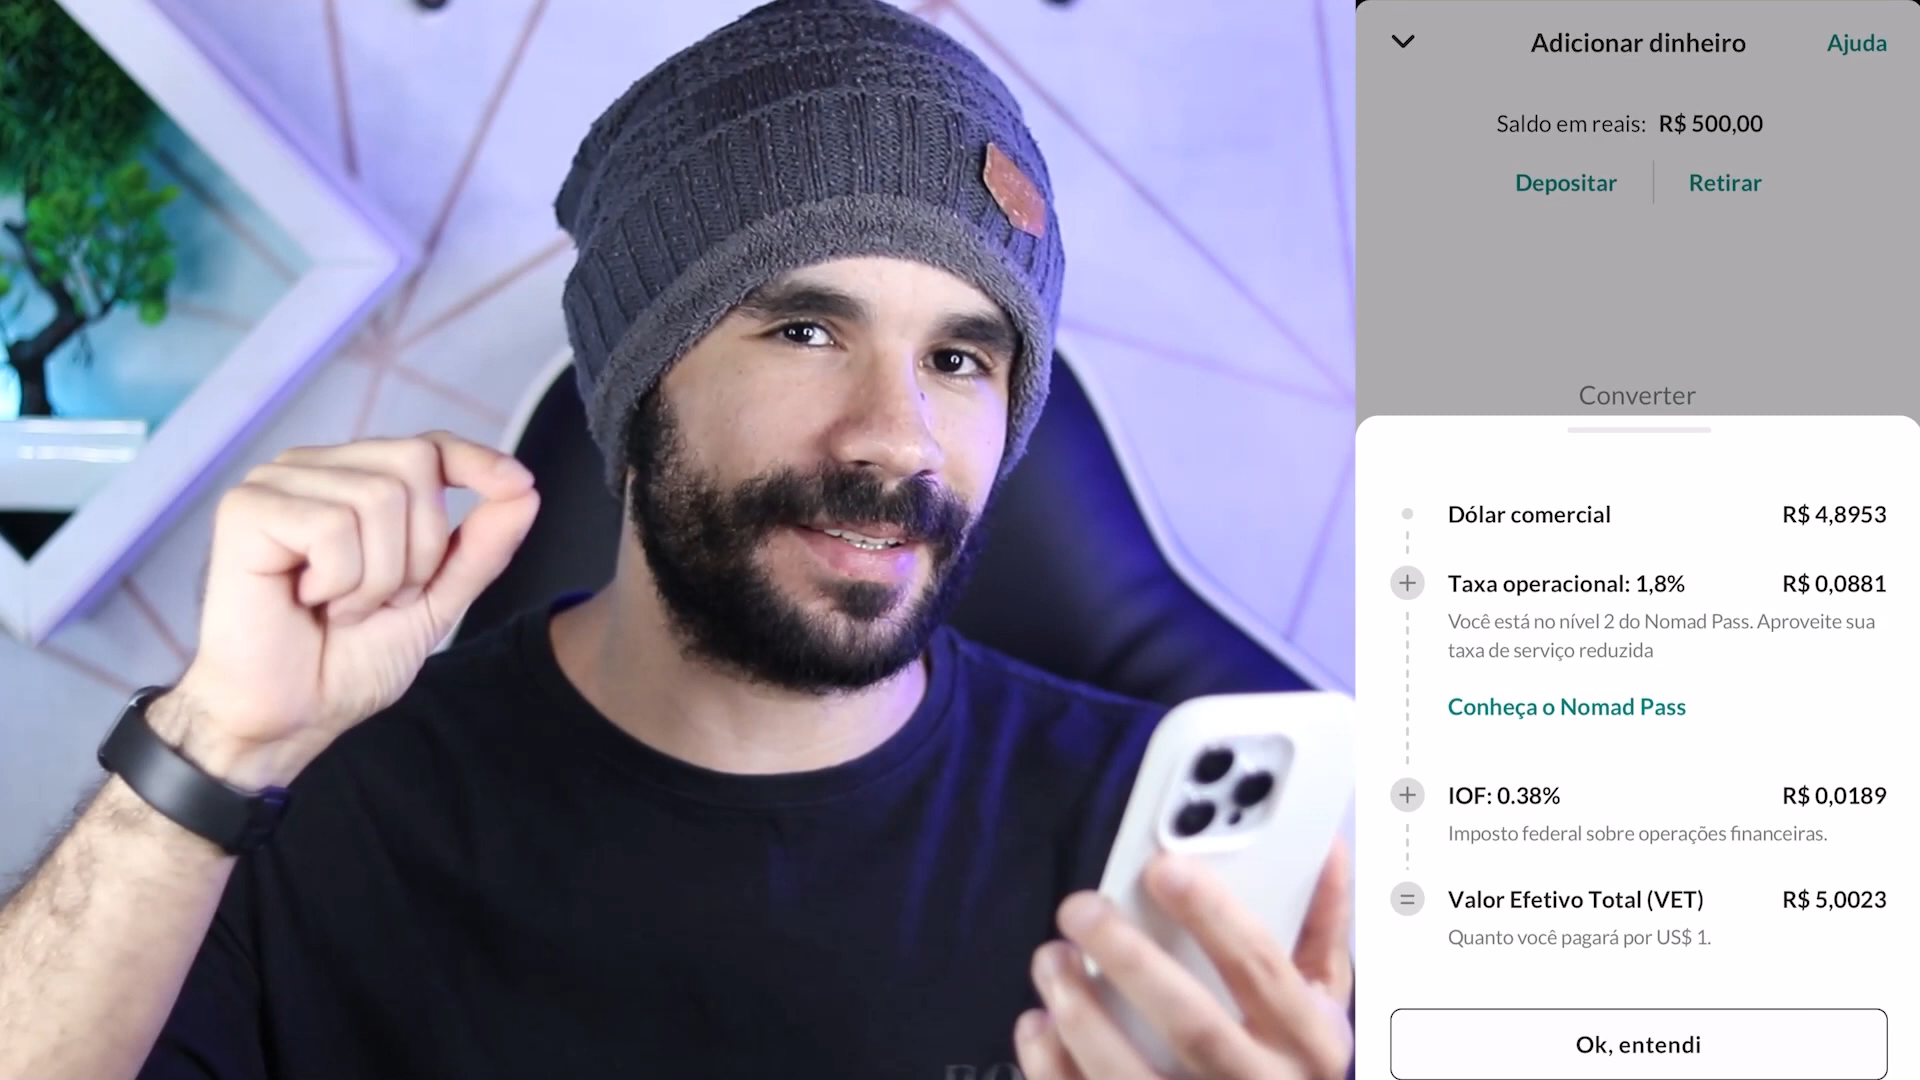 Adicionar dinheiro
Ajuda
Saldo em reais: R$ 500,00
Depositar
Retirar
Converter
Dólar comercial R$ 4,8953
Taxa operacional: 1,8% R$ 0,0881
Você está no nível 2 do Nomad Pass. Aproveite sua
taxa de serviço reduzida
Conheça o Nomad Pass
IOF: 0.38% R$ 0,0189
Imposto federal sobre operações financeiras.
Valor Efetivo Total (VET) R$ 5,0023
Quanto você pagará por US$ 1.
Ok, entendi